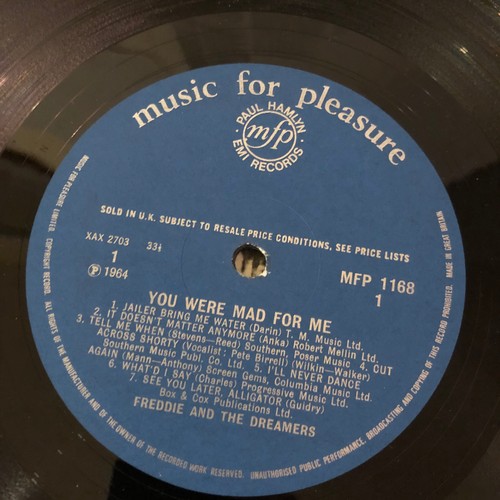 music for pleasure
PAUL HAMLYN
mfp
EMI RECORDS
SOLD IN U.K. SUBJECT TO RESALE PRICE CONDITIONS, SEE PRICE LISTS
XAX 2703 33⅓
1
Ⓟ 1964
MFP 1168
1
YOU WERE MAD FOR ME
1. JAILER BRING ME WATER (Darin) T. M. Music Ltd.
2. IT DOESN'T MATTER ANYMORE (Anka) Robert Mellin Ltd.
3. TELL ME WHEN (Stevens—Reed) Southern, Poser Music 4. CUT
ACROSS SHORTY (Vocalist: Pete Birrell) (Wilkin—Walker)
Southern Music Publ. Co. Ltd. 5. I'LL NEVER DANCE
AGAIN (Mann—Anthony) Screen Gems, Columbia Music Ltd.
6. WHAT'D I SAY (Charles) Progressive Music Ltd.
7. SEE YOU LATER, ALLIGATOR (Guidry)
Box & Cox Publications Ltd.
FREDDIE AND THE DREAMERS
MUSIC FOR PLEASURE LIMITED. COPYRIGHT RECORD. ALL RIGHTS OF THE MANUFACTURER AND OF THE OWNER OF THE RECORDED WORK RESERVED. UNAUTHORISED PUBLIC PERFORMANCE, BROADCASTING AND COPYING OF THIS RECORD PROHIBITED. MADE IN GREAT BRITAIN